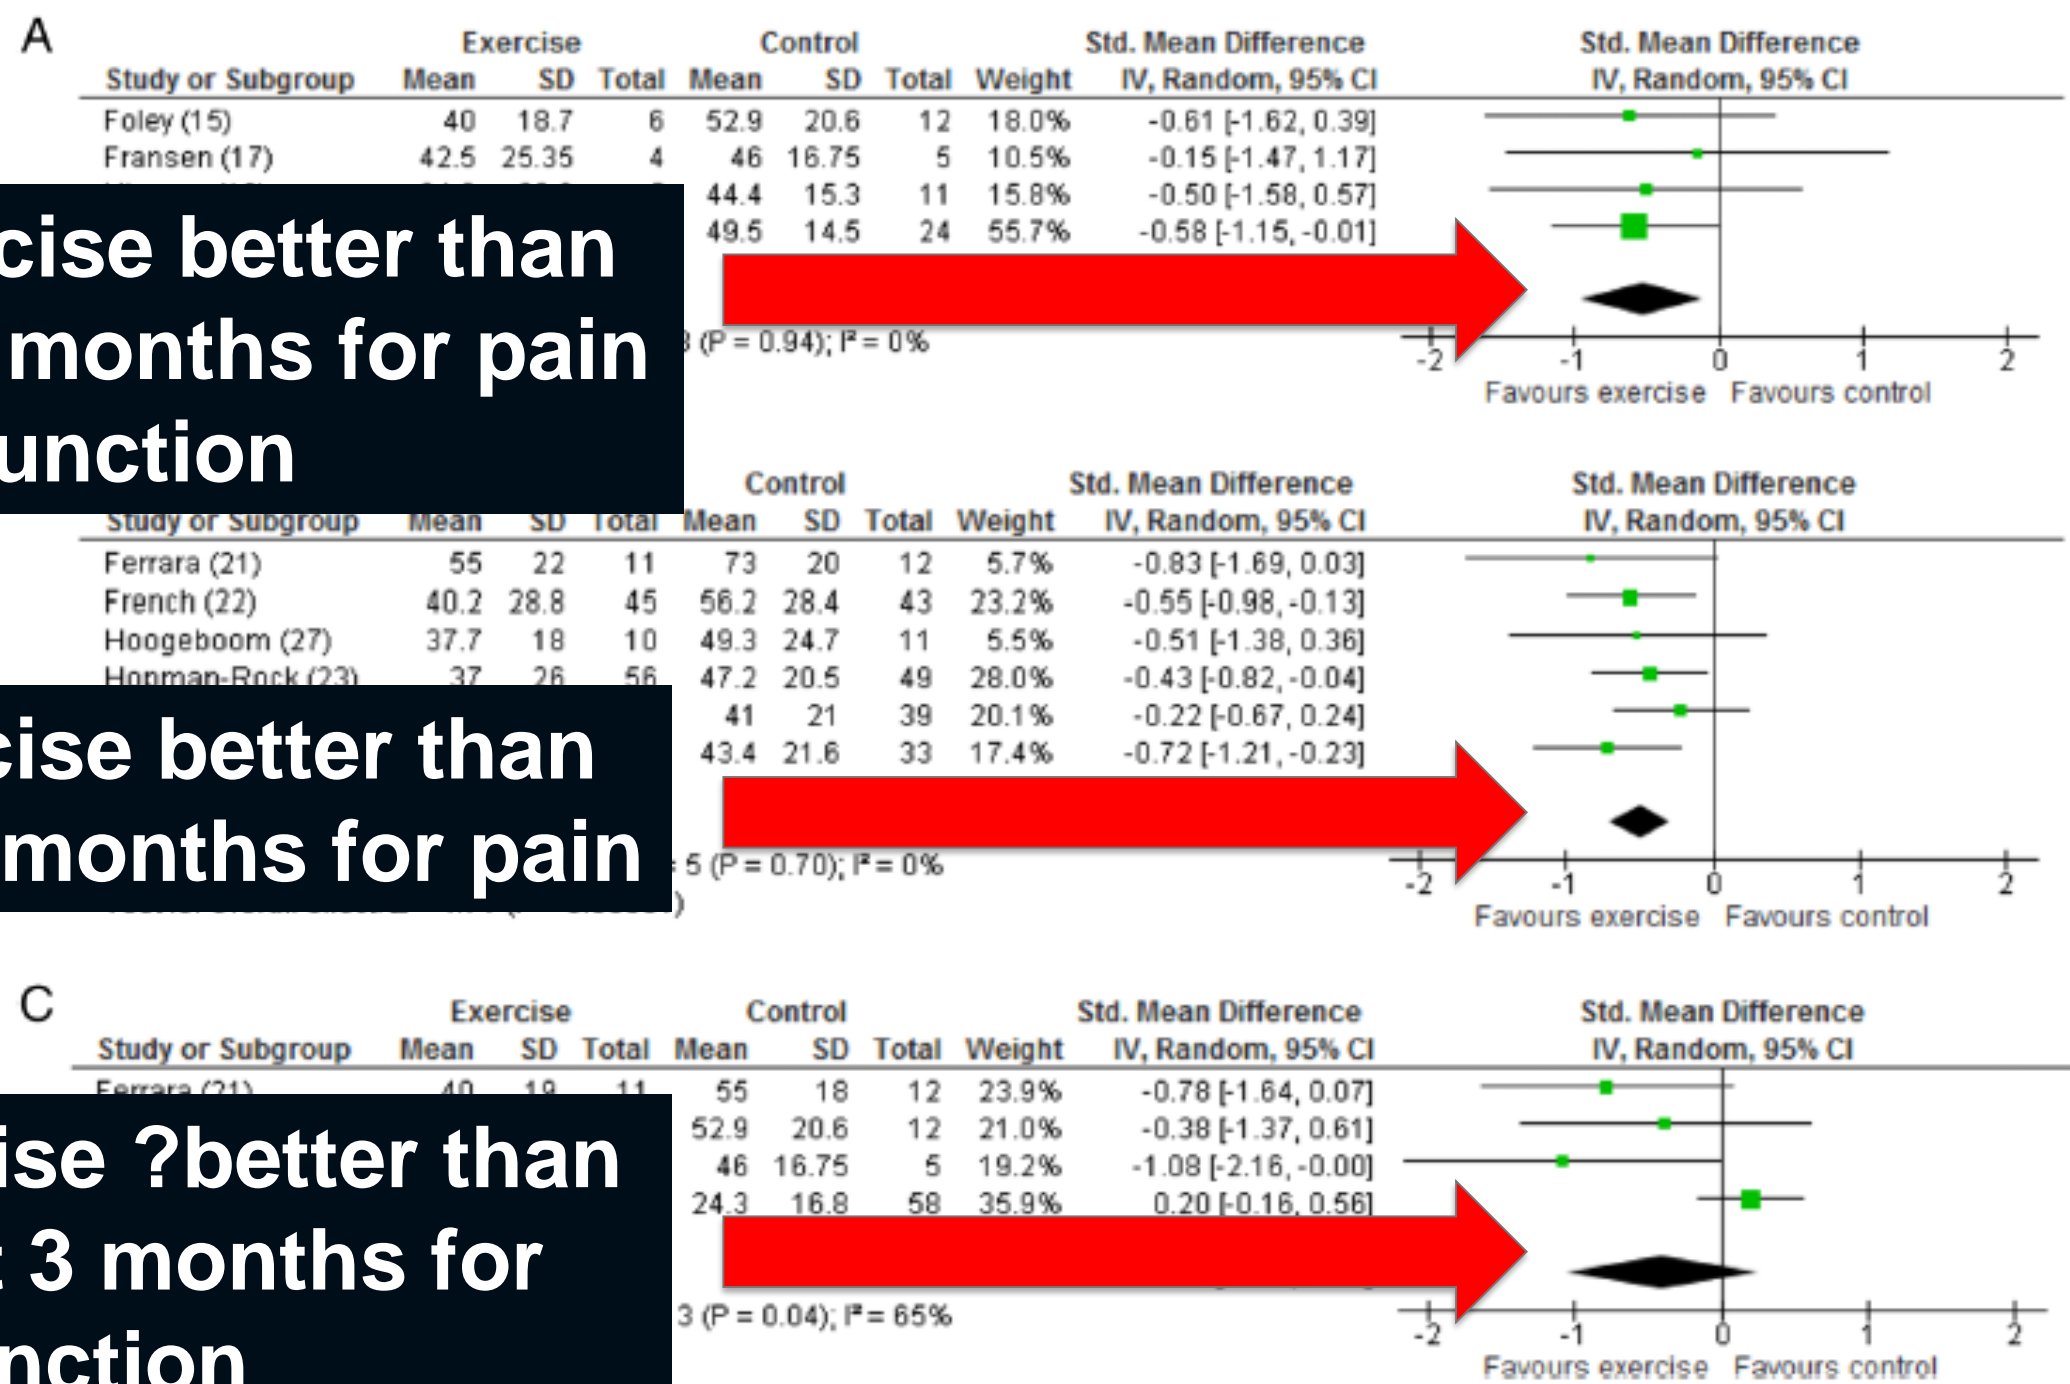 A
Exercise Control Std. Mean Difference Std. Mean Difference
Study or Subgroup Mean SD Total Mean SD Total Weight IV, Random, 95% CI IV, Random, 95% CI
Foley (15) 40 18.7 6 52.9 20.6 12 18.0% -0.61 [-1.62, 0.39]
Fransen (17) 42.5 25.35 4 46 16.75 5 10.5% -0.15 [-1.47, 1.17]
44.4 15.3 11 15.8% -0.50 [-1.58, 0.57]
49.5 14.5 24 55.7% -0.58 [-1.15, -0.01]
cise better than
months for pain
unction
(P = 0.94); I² = 0%
-2 -1 0 1 2
Favours exercise Favours control
Control Std. Mean Difference Std. Mean Difference
Study or Subgroup Mean SD Total Mean SD Total Weight IV, Random, 95% CI IV, Random, 95% CI
Ferrara (21) 55 22 11 73 20 12 5.7% -0.83 [-1.69, 0.03]
French (22) 40.2 28.8 45 56.2 28.4 43 23.2% -0.55 [-0.98, -0.13]
Hoogeboom (27) 37.7 18 10 49.3 24.7 11 5.5% -0.51 [-1.38, 0.36]
Hopman-Rock (23) 37 26 56 47.2 20.5 49 28.0% -0.43 [-0.82, -0.04]
41 21 39 20.1% -0.22 [-0.67, 0.24]
43.4 21.6 33 17.4% -0.72 [-1.21, -0.23]
cise better than
months for pain
= 5 (P = 0.70); I² = 0%
-2 -1 0 1 2
Favours exercise Favours control
C
Exercise Control Std. Mean Difference Std. Mean Difference
Study or Subgroup Mean SD Total Mean SD Total Weight IV, Random, 95% CI IV, Random, 95% CI
Ferrara (21) 40 19 11 55 18 12 23.9% -0.78 [-1.64, 0.07]
52.9 20.6 12 21.0% -0.38 [-1.37, 0.61]
46 16.75 5 19.2% -1.08 [-2.16, -0.00]
24.3 16.8 58 35.9% 0.20 [-0.16, 0.56]
ise ?better than
t 3 months for
nction
3 (P = 0.04); I² = 65%
-2 -1 0 1 2
Favours exercise Favours control